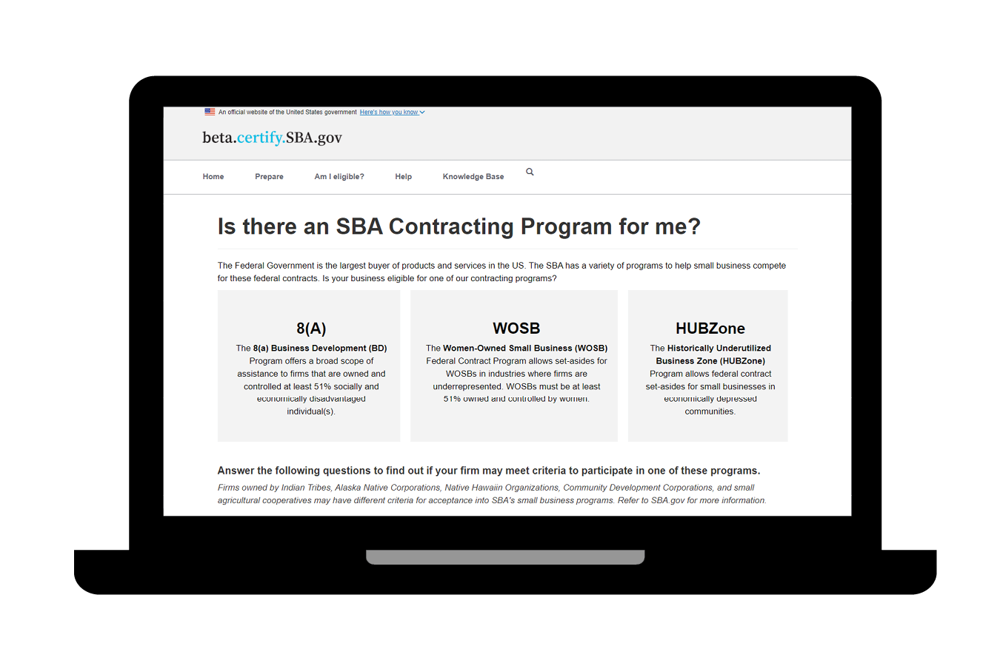 An official website of the United States government Here's how you know
beta.certify.SBA.gov
Home Prepare Am I eligible? Help Knowledge Base
Is there an SBA Contracting Program for me?
The Federal Government is the largest buyer of products and services in the US. The SBA has a variety of programs to help small business compete
for these federal contracts. Is your business eligible for one of our contracting programs?
8(A)
The 8(a) Business Development (BD)
Program offers a broad scope of
assistance to firms that are owned and
controlled at least 51% socially and
economically disadvantaged
individual(s).
WOSB
The Women-Owned Small Business (WOSB)
Federal Contract Program allows set-asides for
WOSBs in industries where firms are
underrepresented. WOSBs must be at least
51% owned and controlled by women.
HUBZone
The Historically Underutilized
Business Zone (HUBZone)
Program allows federal contract
set-asides for small businesses in
economically depressed
communities.
Answer the following questions to find out if your firm may meet criteria to participate in one of these programs.
Firms owned by Indian Tribes, Alaska Native Corporations, Native Hawaiin Organizations, Community Development Corporations, and small
agricultural cooperatives may have different criteria for acceptance into SBA's small business programs. Refer to SBA.gov for more information.